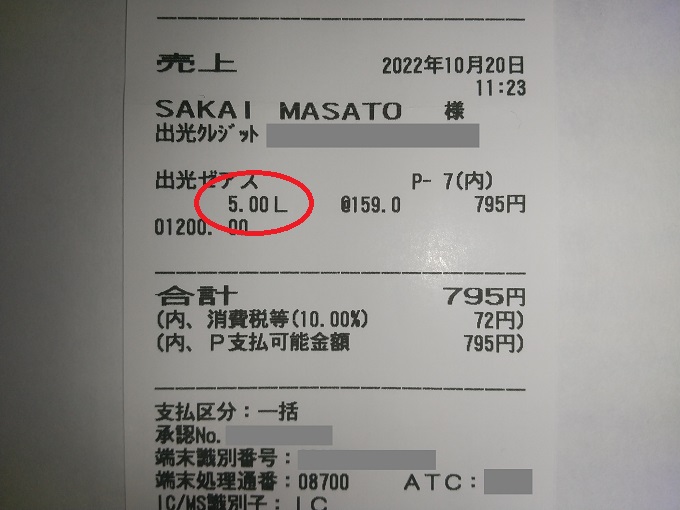 売上 2022年10月20日
11:23
SAKAI MASATO 様
出光クレジット
出光ゼアス P- 7(内)
5.00L @159.0 795円
01200. 00
合計 795円
(内、消費税等(10.00%) 72円)
(内、P支払可能金額 795円)
支払区分：一括
承認No.
端末識別番号：
端末処理通番：08700 ATC：
IC/MS識別子：IC